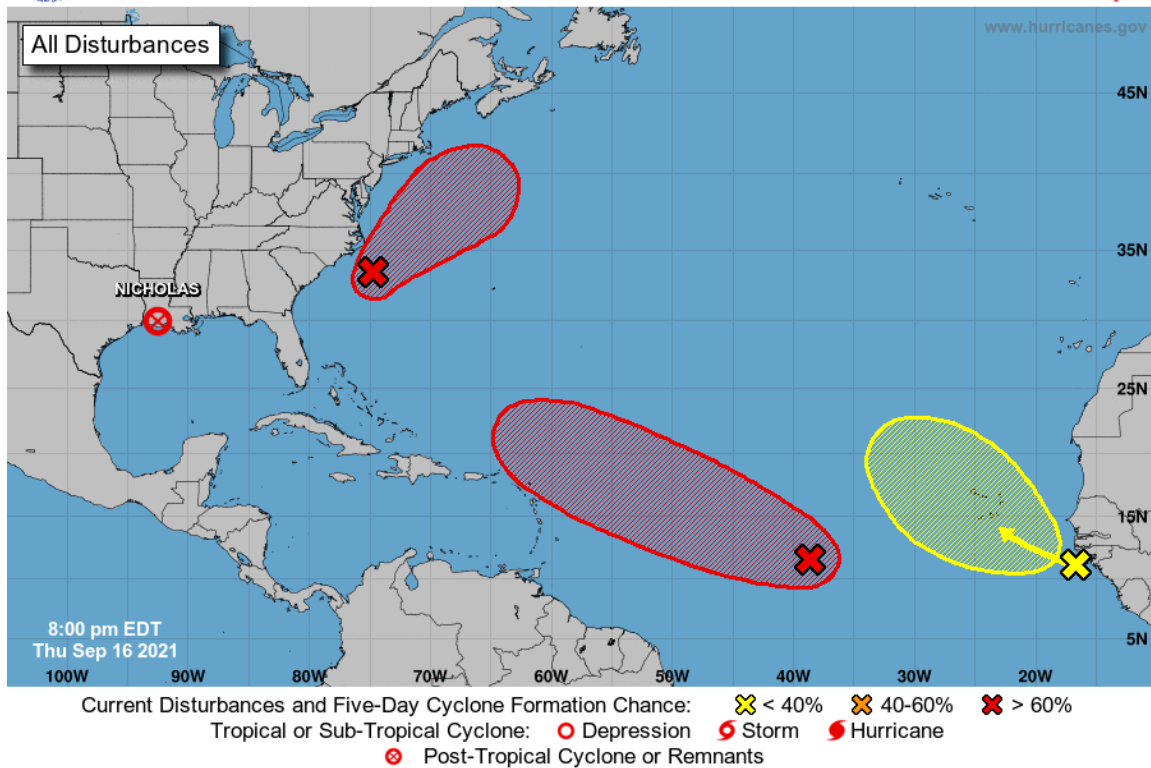 www.hurricanes.gov
All Disturbances
45N
35N
NICHOLAS
25N
15N
5N
8:00 pm EDT
Thu Sep 16 2021
100W 90W 80W 70W 60W 50W 40W 30W 20W
Current Disturbances and Five-Day Cyclone Formation Chance: < 40% 40-60% > 60%
Tropical or Sub-Tropical Cyclone: Depression Storm Hurricane
Post-Tropical Cyclone or Remnants